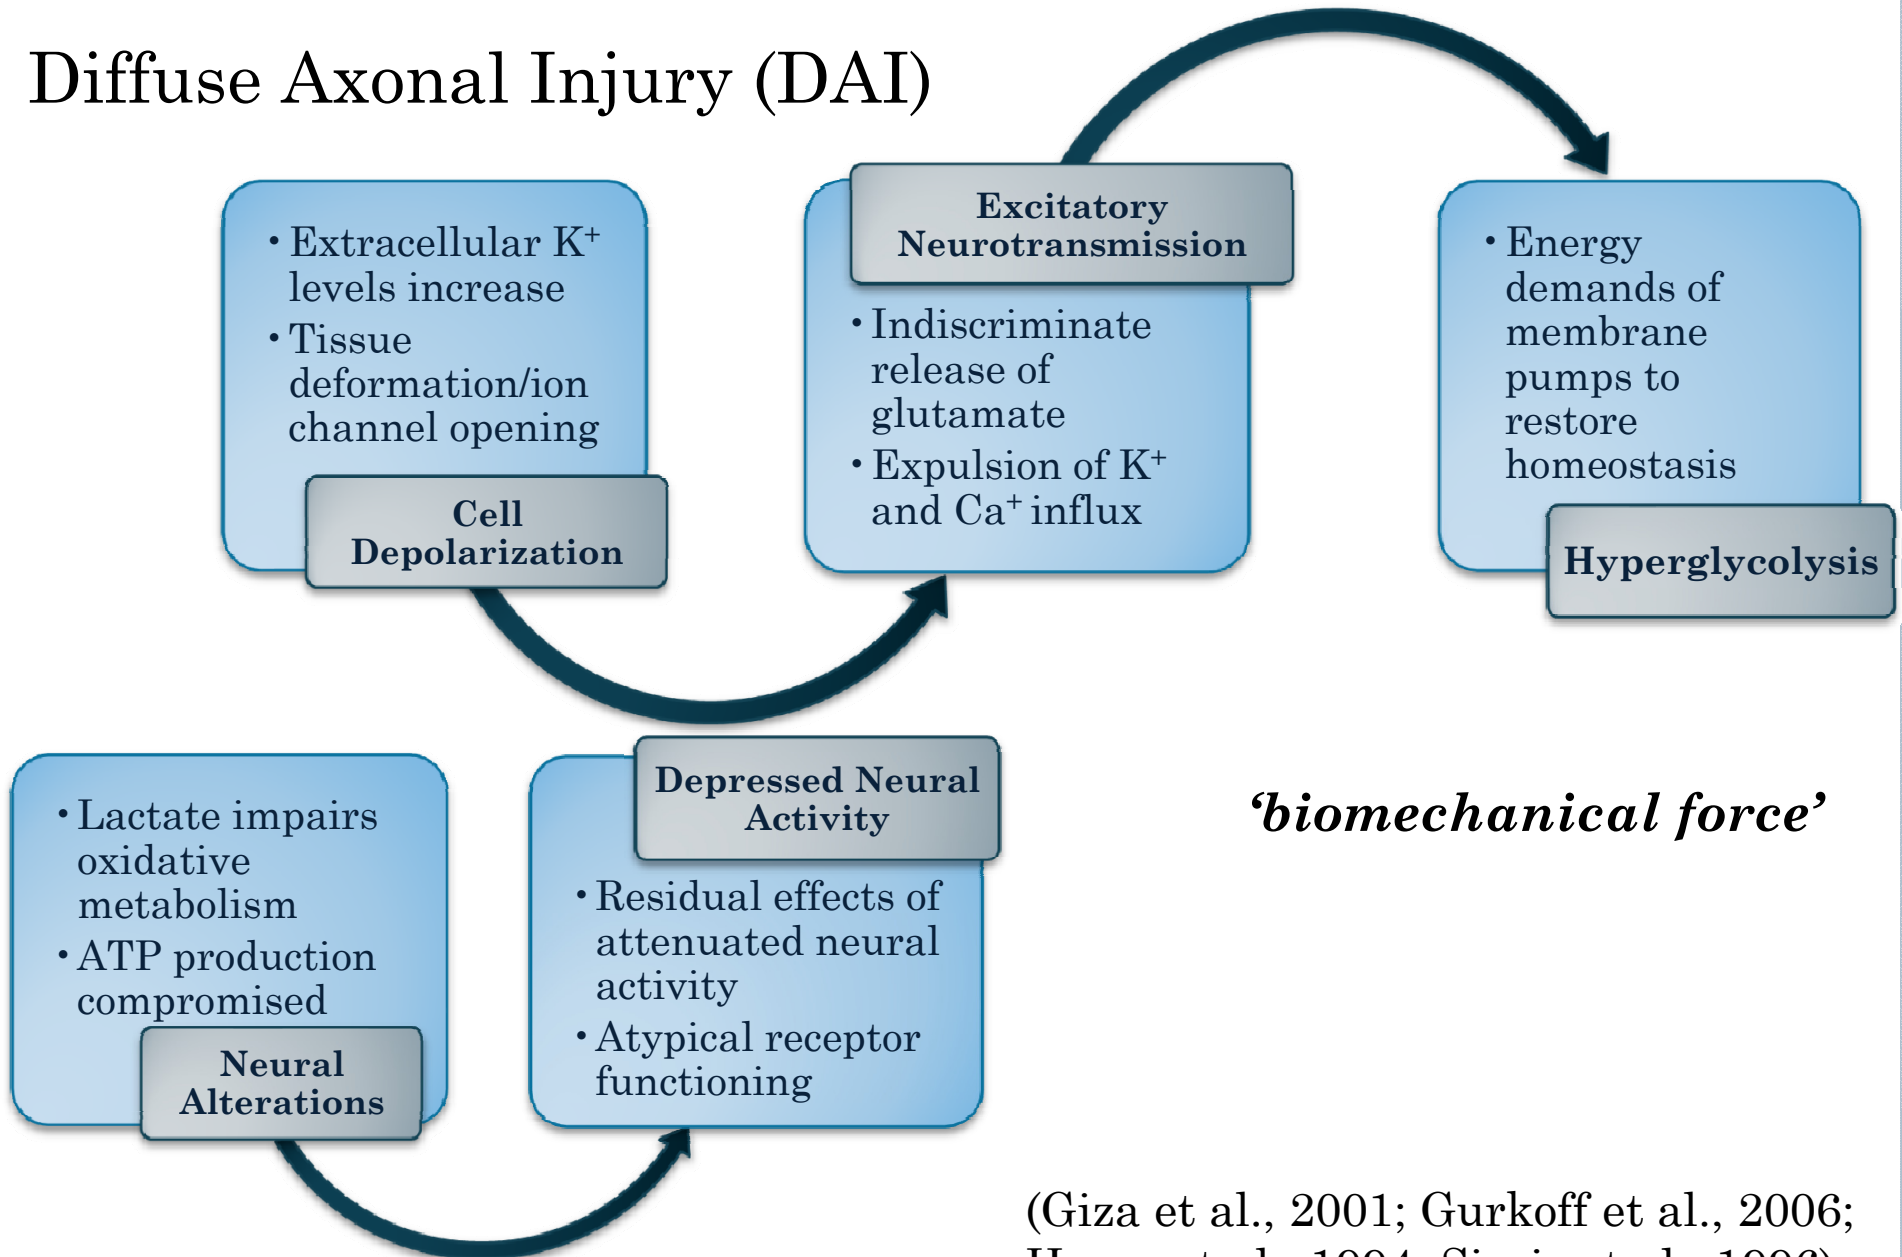 Diffuse Axonal Injury (DAI)
• Extracellular K⁺
levels increase
• Tissue
deformation/ion
channel opening
Cell
Depolarization
Excitatory
Neurotransmission
• Indiscriminate
release of
glutamate
• Expulsion of K⁺
and Ca⁺ influx
• Energy
demands of
membrane
pumps to
restore
homeostasis
Hyperglycolysis
• Lactate impairs
oxidative
metabolism
• ATP production
compromised
Neural
Alterations
Depressed Neural
Activity
• Residual effects of
attenuated neural
activity
• Atypical receptor
functioning
‘biomechanical force’
(Giza et al., 2001; Gurkoff et al., 2006;